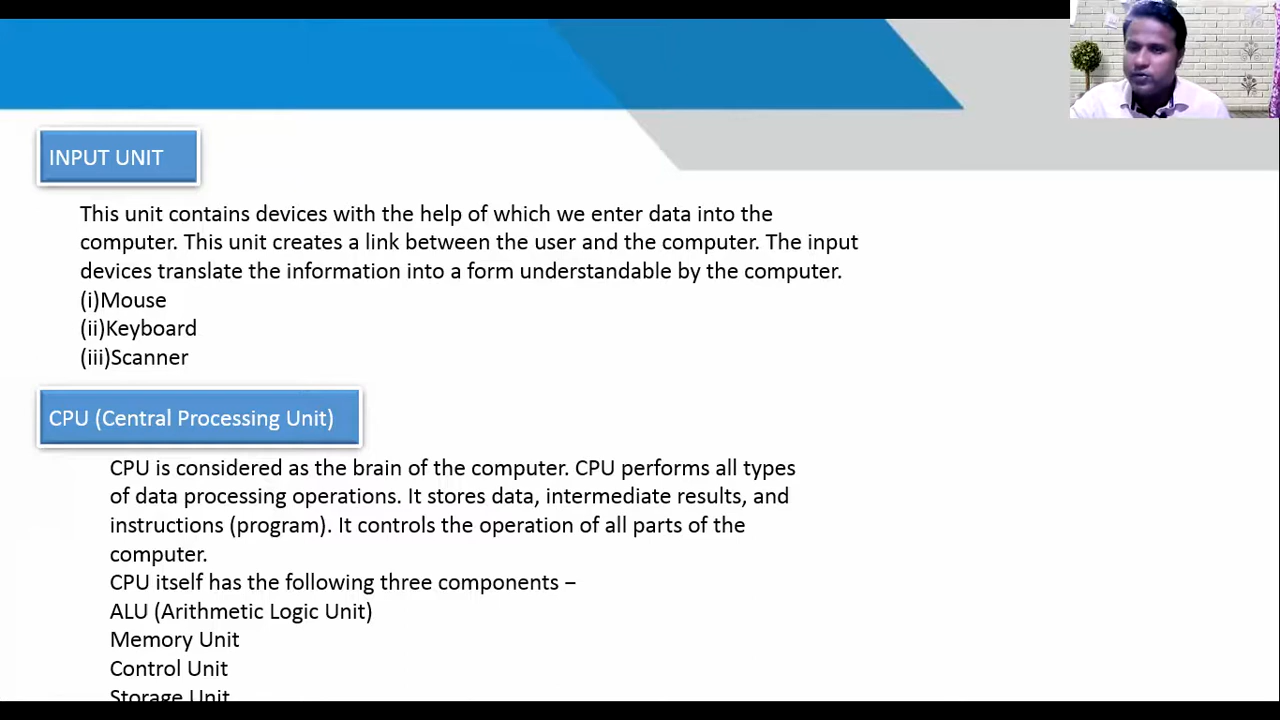 INPUT UNIT
This unit contains devices with the help of which we enter data into the
computer. This unit creates a link between the user and the computer. The input
devices translate the information into a form understandable by the computer.
(i)Mouse
(ii)Keyboard
(iii)Scanner
CPU (Central Processing Unit)
CPU is considered as the brain of the computer. CPU performs all types
of data processing operations. It stores data, intermediate results, and
instructions (program). It controls the operation of all parts of the
computer.
CPU itself has the following three components −
ALU (Arithmetic Logic Unit)
Memory Unit
Control Unit
Storage Unit